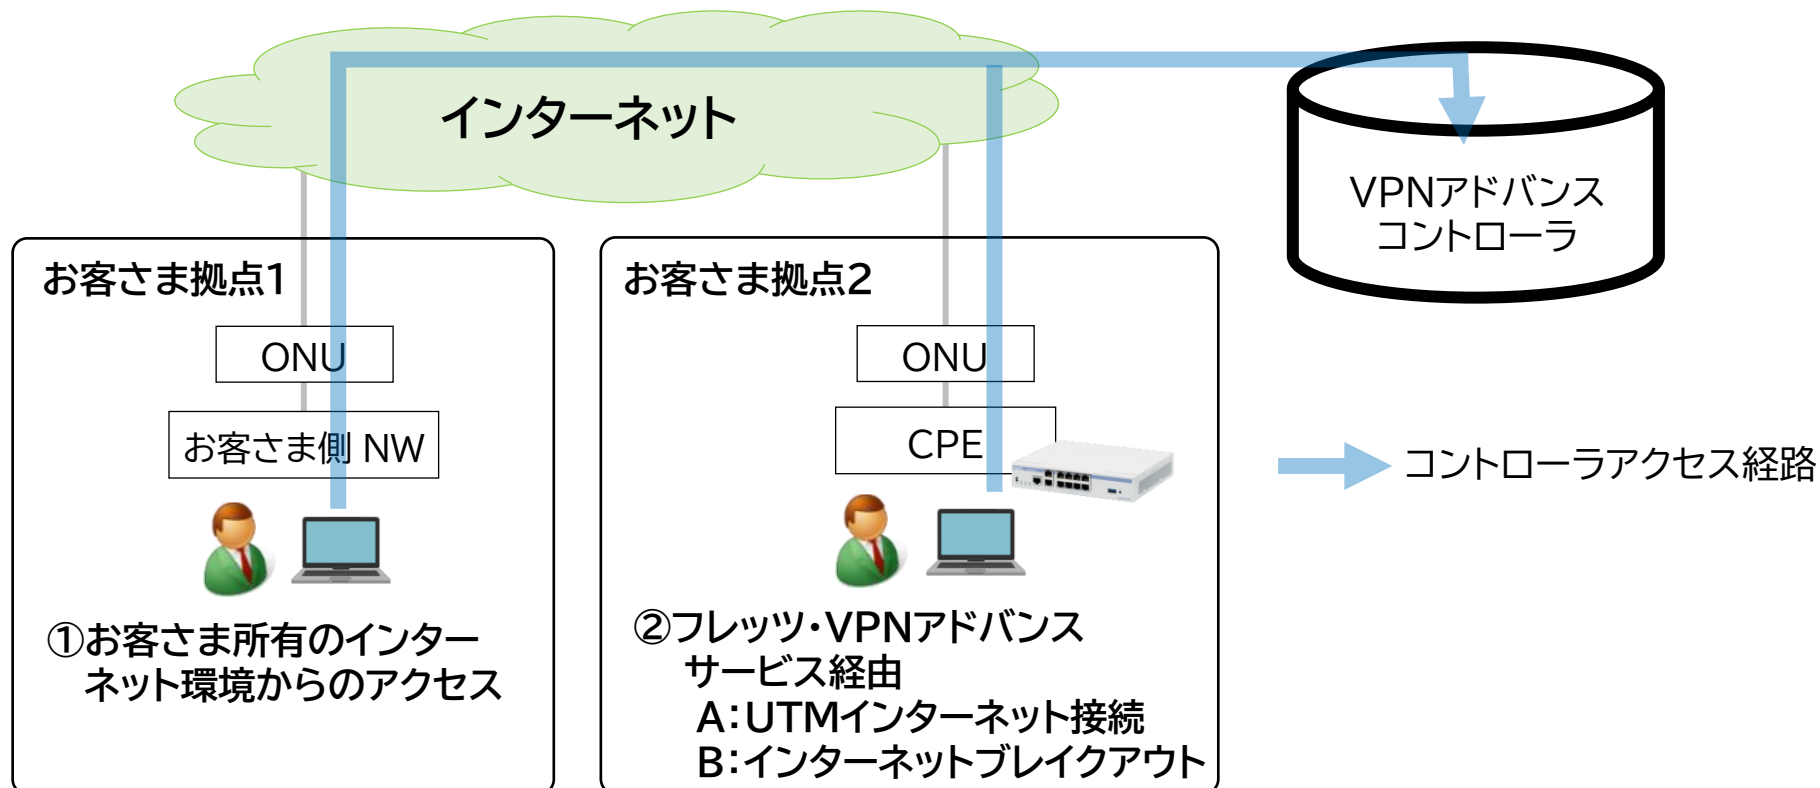 インターネット
VPNアドバンス
コントローラ
お客さま拠点1
ONU
お客さま側 NW
①お客さま所有のインター
ネット環境からのアクセス
お客さま拠点2
ONU
CPE
②フレッツ・VPNアドバンス
サービス経由
A：UTMインターネット接続
B：インターネットブレイクアウト
コントローラアクセス経路